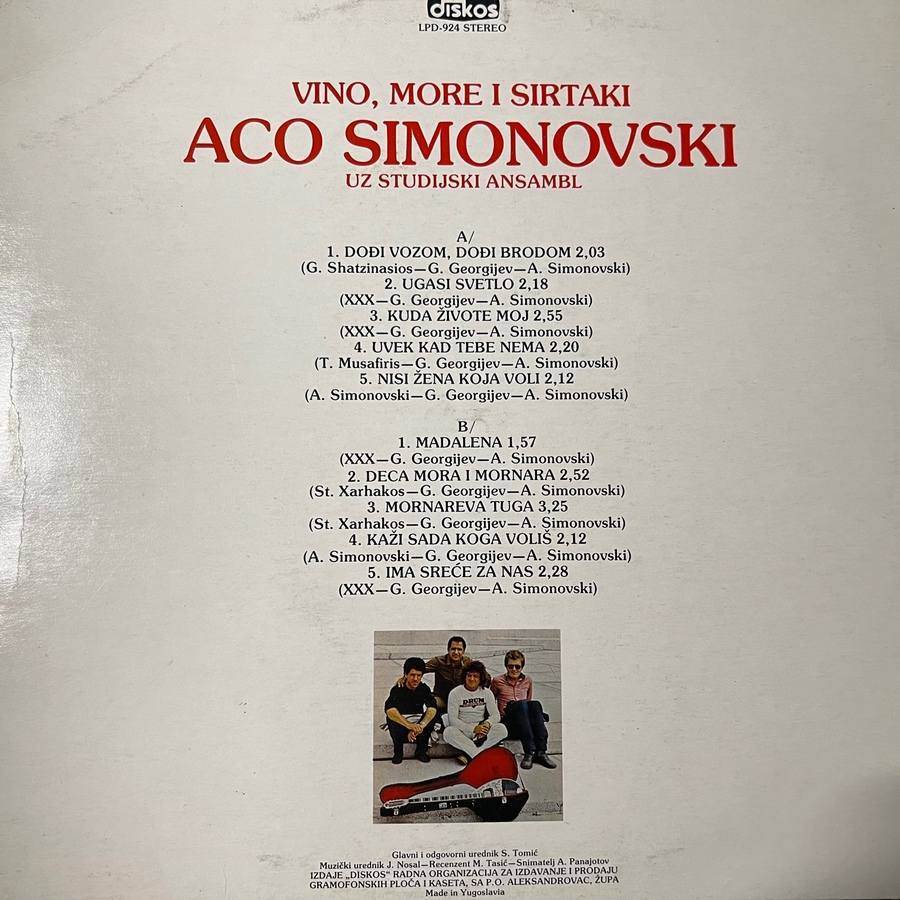 diskos
LPD-924 STEREO
VINO, MORE I SIRTAKI
ACO SIMONOVSKI
UZ STUDIJSKI ANSAMBL
A/
1. DOĐI VOZOM, DOĐI BRODOM 2,03
(G. Shatzinasios—G. Georgijev—A. Simonovski)
2. UGASI SVETLO 2,18
(XXX—G. Georgijev—A. Simonovski)
3. KUDA ŽIVOTE MOJ 2,55
(XXX—G. Georgijev—A. Simonovski)
4. UVEK KAD TEBE NEMA 2,20
(T. Musafiris—G. Georgijev—A. Simonovski)
5. NISI ŽENA KOJA VOLI 2,12
(A. Simonovski—G. Georgijev—A. Simonovski)
B/
1. MADALENA 1,57
(XXX—G. Georgijev—A. Simonovski)
2. DECA MORA I MORNARA 2,52
(St. Xarhakos—G. Georgijev—A. Simonovski)
3. MORNAREVA TUGA 3,25
(St. Xarhakos—G. Georgijev—A. Simonovski)
4. KAŽI SADA KOGA VOLIŠ 2,12
(A. Simonovski—G. Georgijev—A. Simonovski)
5. IMA SREĆE ZA NAS 2,28
(XXX—G. Georgijev—A. Simonovski)
DRUM
Glavni i odgovorni urednik S. Tomić
Muzički urednik J. Nosal—Recenzent M. Tasić—Snimatelj A. Panajotov
IZDAJE „DISKOS" RADNA ORGANIZACIJA ZA IZDAVANJE I PRODAJU
GRAMOFONSKIH PLOČA I KASETA, SA P.O. ALEKSANDROVAC, ŽUPA
Made in Yugoslavia